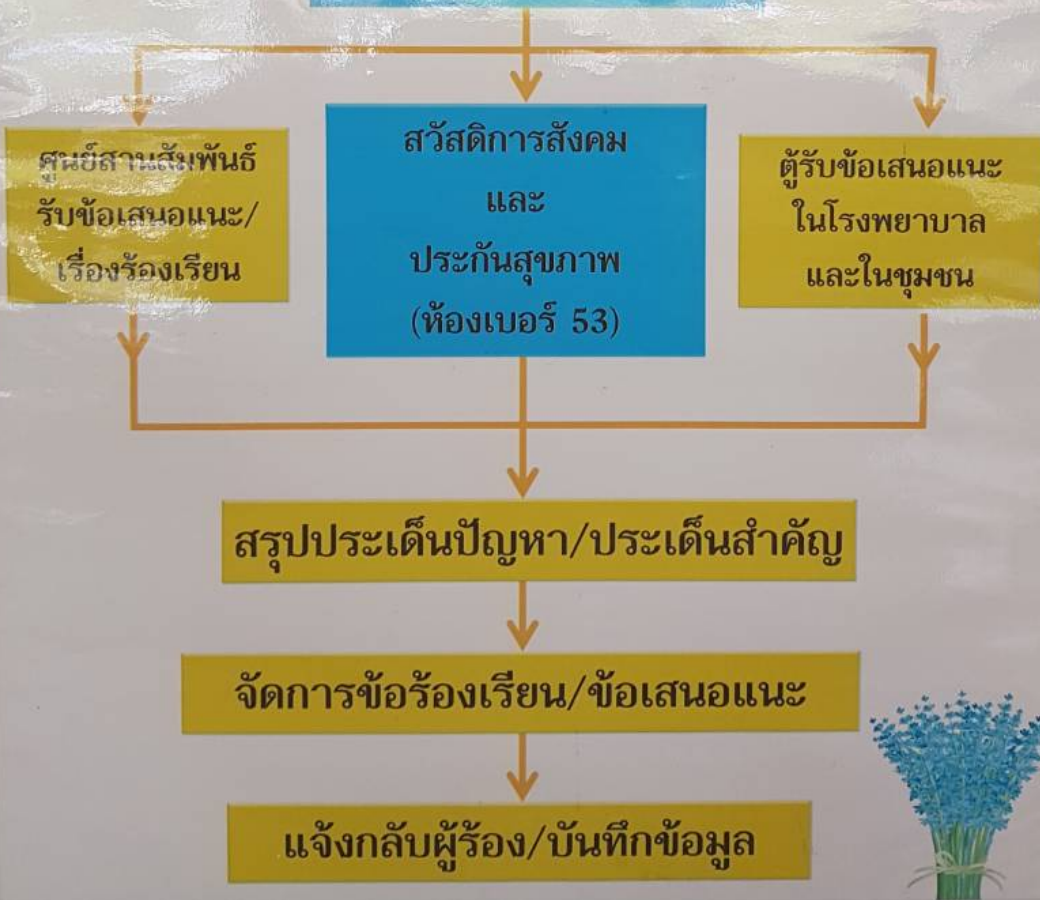 ศูนย์สานสัมพันธ์
รับข้อเสนอแนะ/
เรื่องร้องเรียน
สวัสดิการสังคม
และ
ประกันสุขภาพ
(ห้องเบอร์ 53)
ตู้รับข้อเสนอแนะ
ในโรงพยาบาล
และในชุมชน
สรุปประเด็นปัญหา/ประเด็นสำคัญ
จัดการข้อร้องเรียน/ข้อเสนอแนะ
แจ้งกลับผู้ร้อง/บันทึกข้อมูล